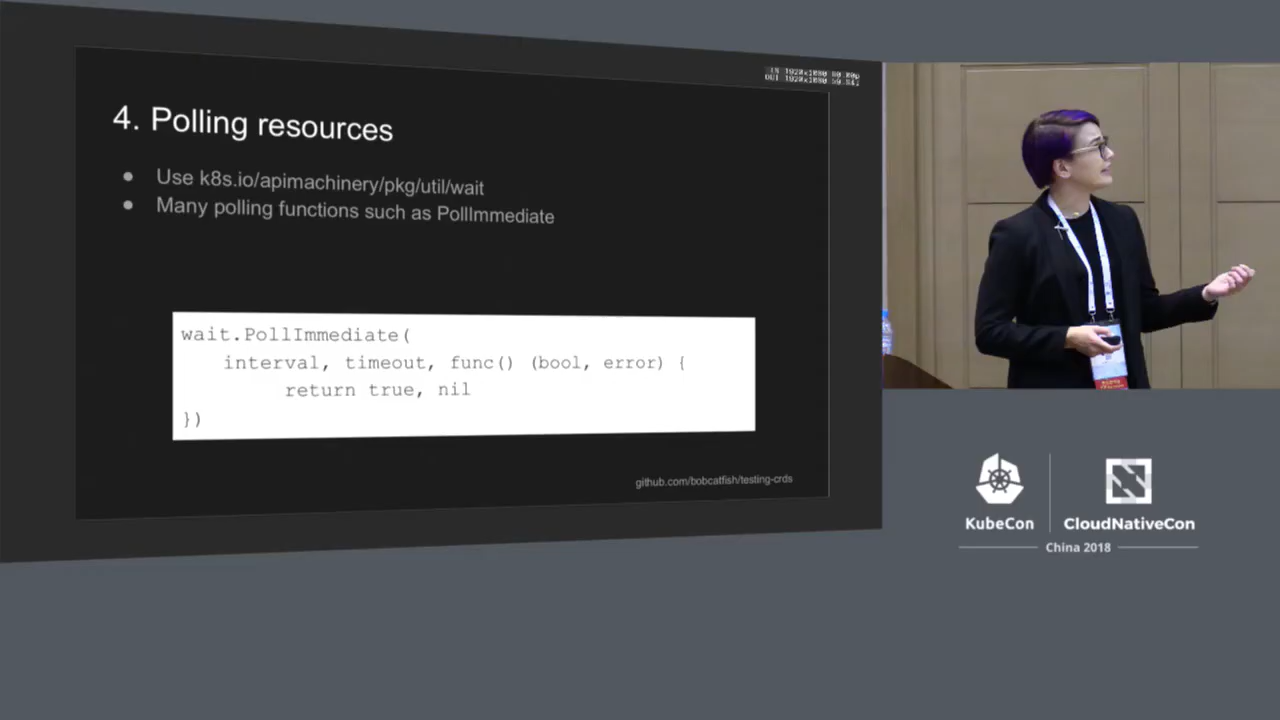 4. Polling resources
● Use k8s.io/apimachinery/pkg/util/wait
● Many polling functions such as PollImmediate
wait.PollImmediate(
interval, timeout, func() (bool, error) {
return true, nil
})
github.com/bobcatfish/testing-crds
KubeCon
CloudNativeCon
China 2018